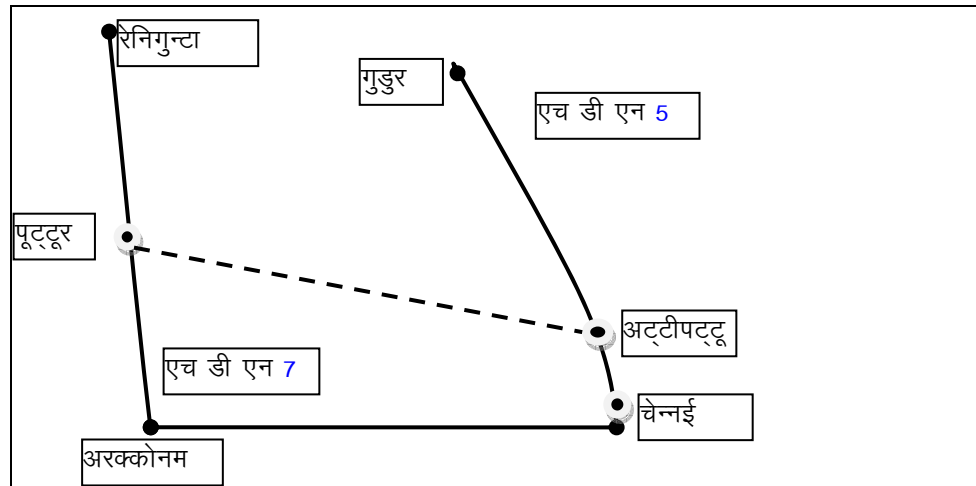 रेनिगुन्टा
गुडुर
एच डी एन 5
पूट्टूर
अट्टीपट्टू
एच डी एन 7
चेन्नई
अरक्कोनम